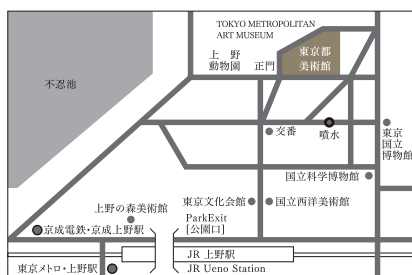 TOKYO METROPOLITAN
ART MUSEUM
上 野
動物園
正門
東京都
美術館
不忍池
交番
噴水
東京
国立
博物館
国立科学博物館
上野の森美術館
東京文化会館
国立西洋美術館
ParkExit
[公園口]
京成電鉄・京成上野駅
JR 上野駅
東京メトロ・上野駅
JR Ueno Station